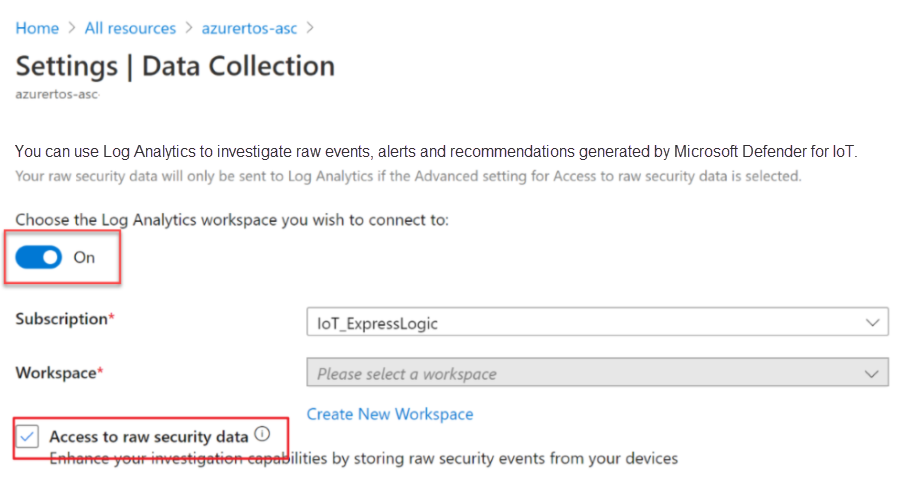 Home > All resources > azurertos-asc >
Settings | Data Collection
azurertos-asc
You can use Log Analytics to investigate raw events, alerts and recommendations generated by Microsoft Defender for IoT.
Your raw security data will only be sent to Log Analytics if the Advanced setting for Access to raw security data is selected.
Choose the Log Analytics workspace you wish to connect to:
On
Subscription* IoT_ExpressLogic
Workspace* Please select a workspace
Create New Workspace
Access to raw security data
Enhance your investigation capabilities by storing raw security events from your devices